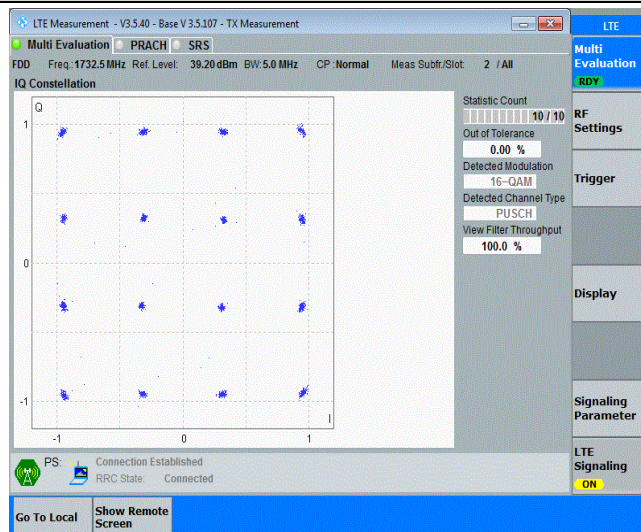 LTE Measurement - V3.5.40 - Base V 3.5.107 - TX Measurement
LTE
Multi Evaluation PRACH SRS
FDD Freq.:1732.5 MHz Ref. Level: 39.20 dBm BW:5.0 MHz CP :Normal Meas Subfr./Slot: 2 / All
IQ Constellation
Q
1
0
-1
I
-1 0 1
Statistic Count
10 / 10
Out of Tolerance
0.00 %
Detected Modulation
16-QAM
Detected Channel Type
PUSCH
View Filter Throughput
100.0 %
Multi
Evaluation
RDY
RF
Settings
Trigger
Display
Signaling
Parameter
LTE
Signaling
ON
PS: Connection Established
RRC State: Connected
Go To Local
Show Remote
Screen